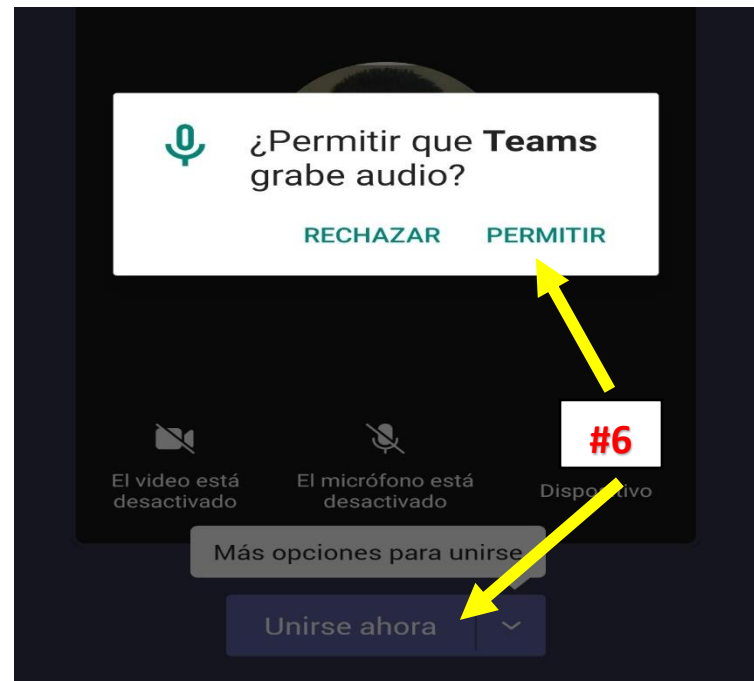 ¿Permitir que Teams
grabe audio?
RECHAZAR PERMITIR
#6
El video está
desactivado
El micrófono está
desactivado
Dispositivo
Más opciones para unirse
Unirse ahora